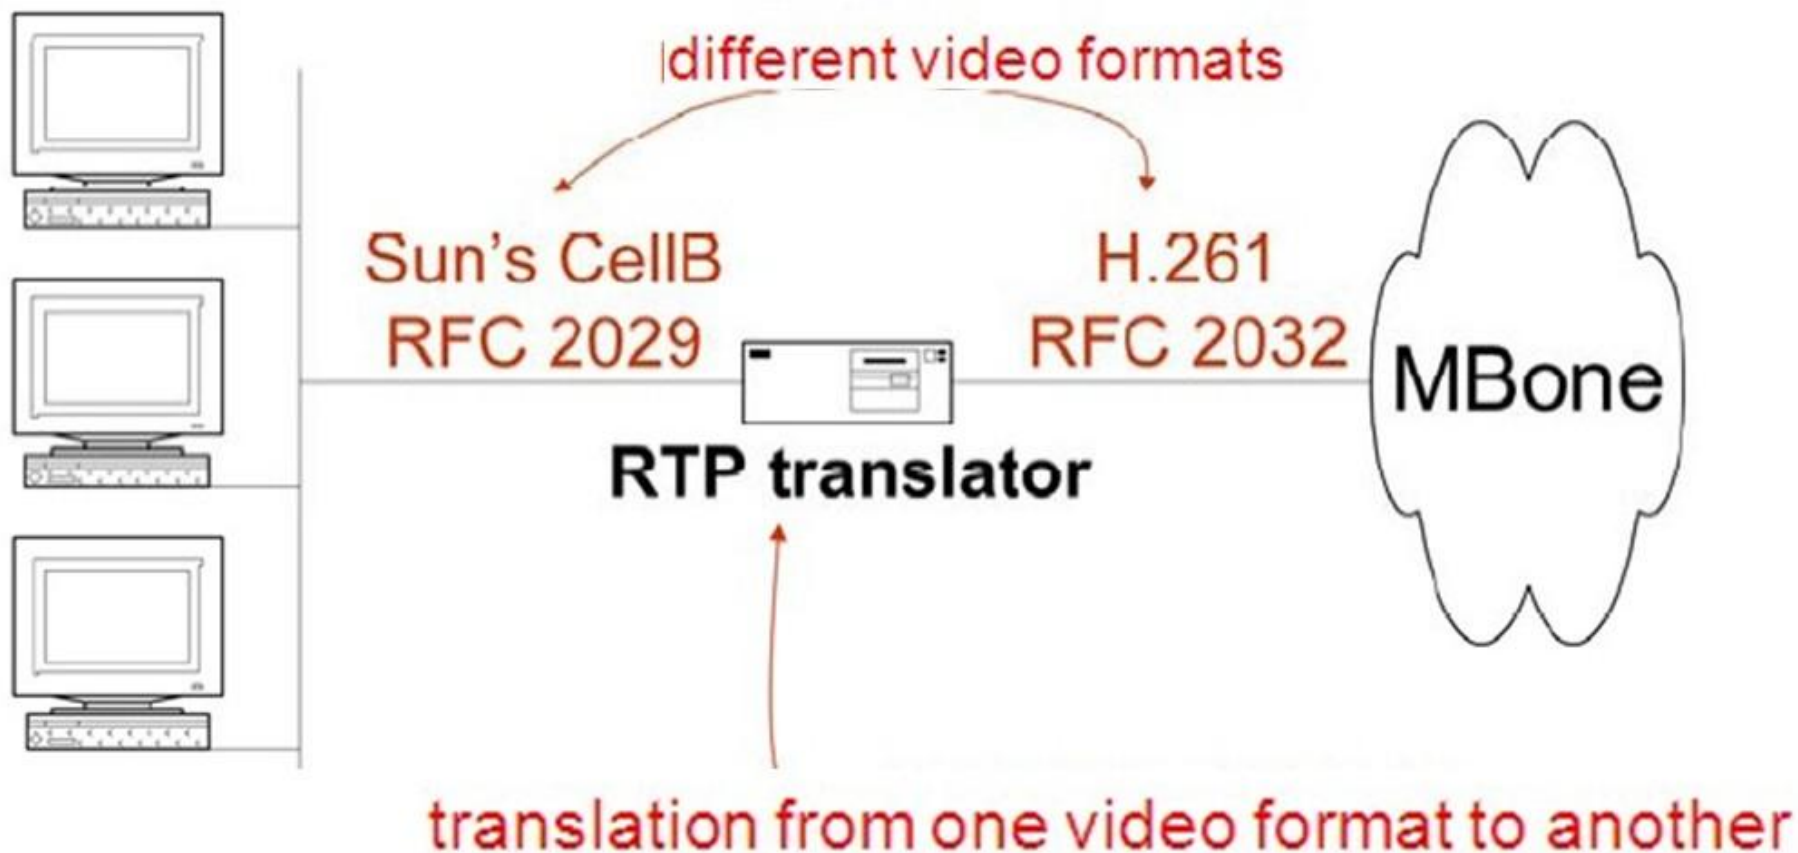 different video formats
Sun's CellB
RFC 2029
H.261
RFC 2032
MBone
RTP translator
translation from one video format to another